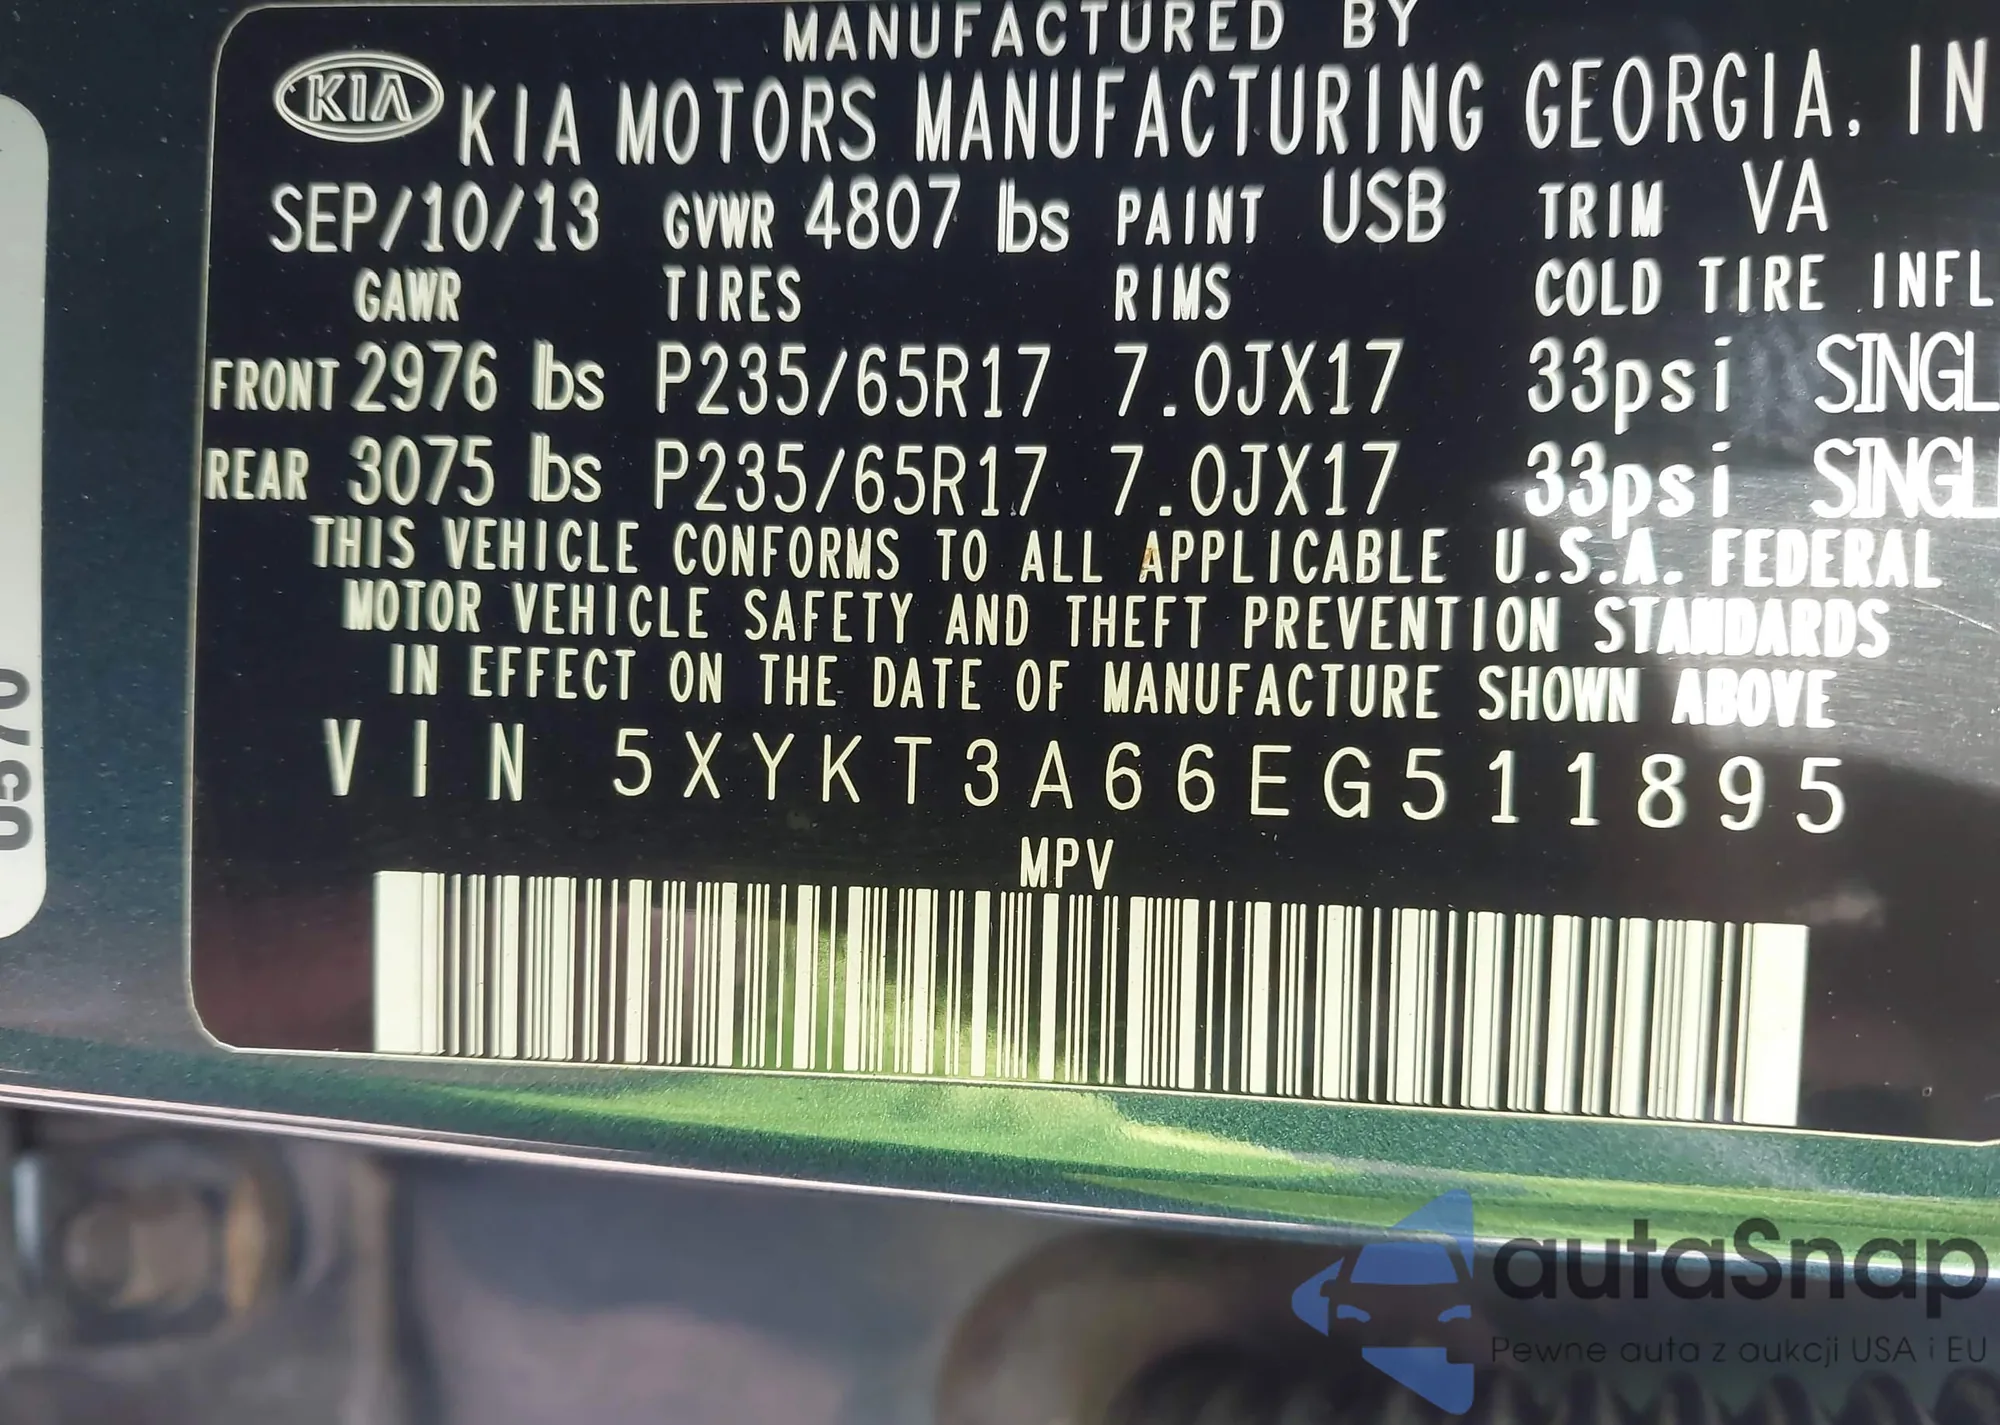 MANUFACTURED BY
KIA KIA MOTORS MANUFACTURING GEORGIA, IN
SEP/10/13 GVWR 4807 lbs PAINT USB TRIM VA
GAWR TIRES RIMS COLD TIRE INFL
FRONT 2976 lbs P235/65R17 7.0JX17 33psi SINGL
REAR 3075 lbs P235/65R17 7.0JX17 33psi SINGL
THIS VEHICLE CONFORMS TO ALL APPLICABLE U.S.A. FEDERAL
MOTOR VEHICLE SAFETY AND THEFT PREVENTION STANDARDS
IN EFFECT ON THE DATE OF MANUFACTURE SHOWN ABOVE
VIN 5XYKT3A66EG511895
MPV
0570
autaSnap
Pewne auta z aukcji USA i EU